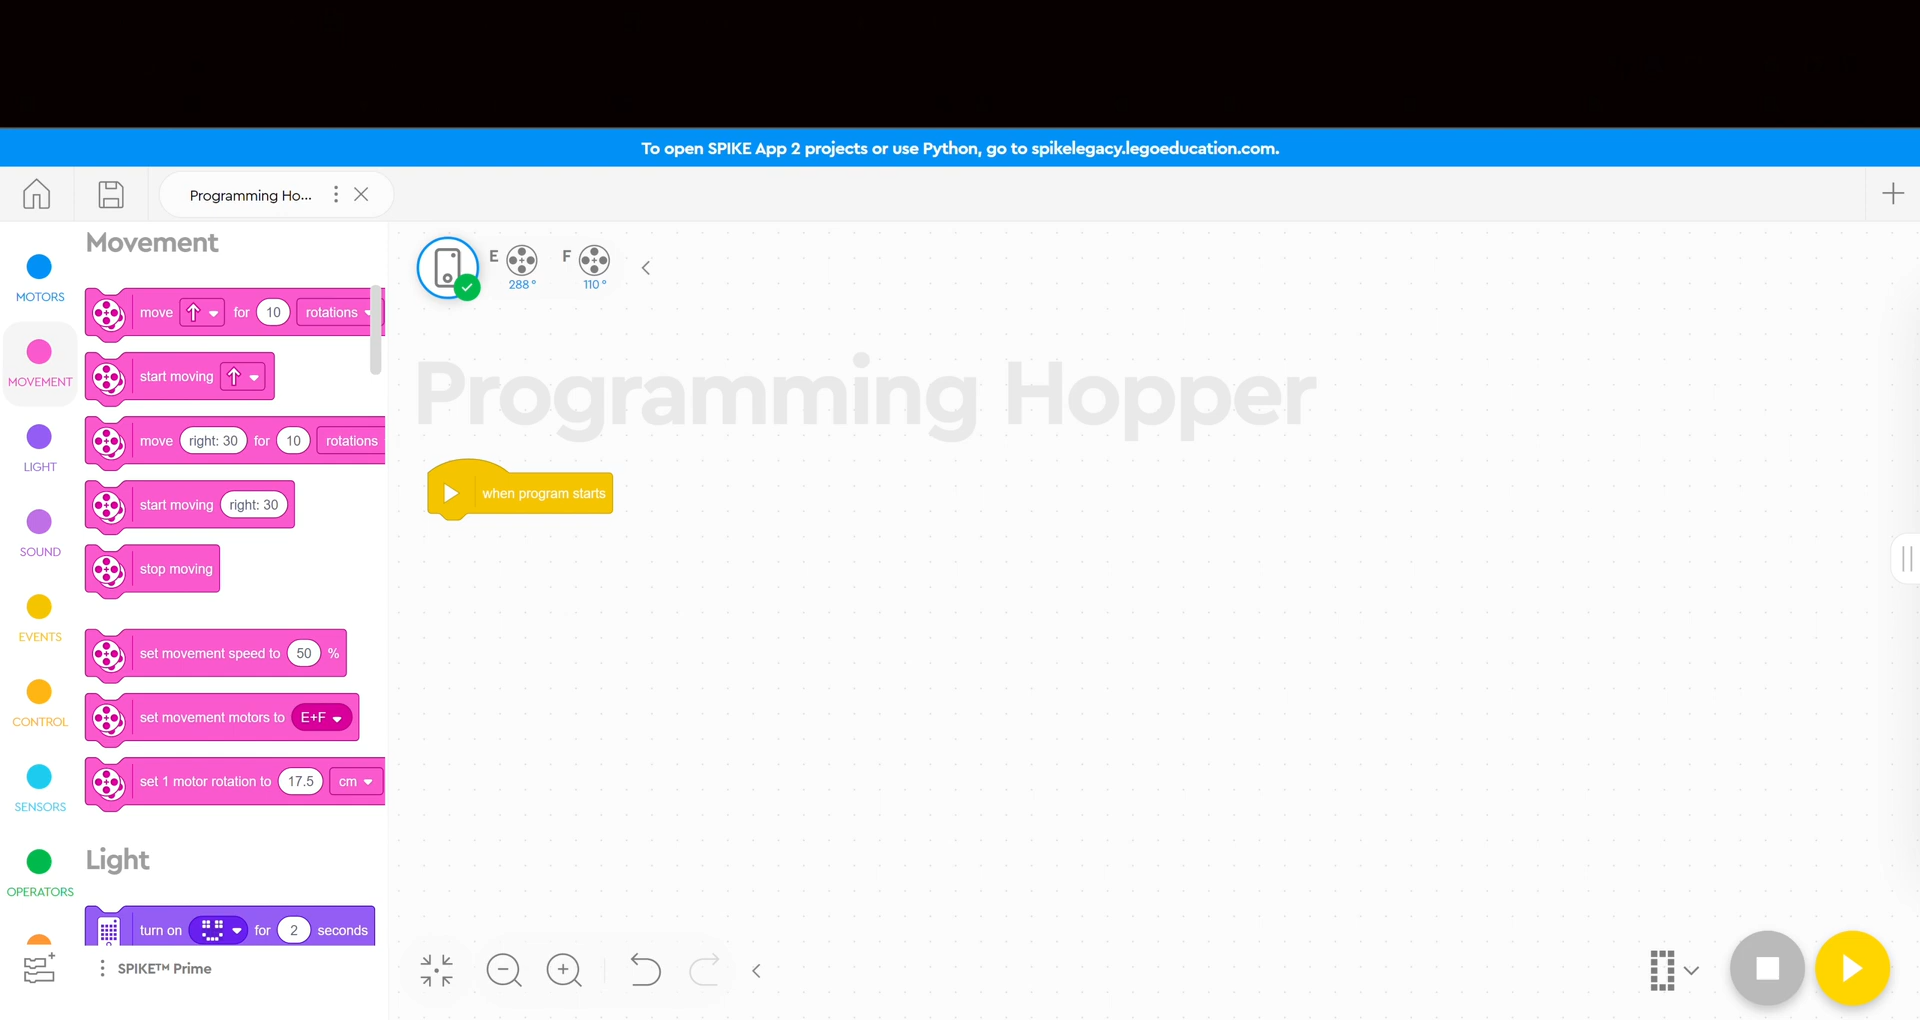 To open SPIKE App 2 projects or use Python, go to spikelegacy.legoeducation.com.
Programming Ho...
Movement
E
F
288°
110°
MOTORS
move for 10 rotations
MOVEMENT
start moving
Programming Hopper
move right: 30 for 10 rotations
LIGHT
when program starts
start moving right: 30
SOUND
stop moving
EVENTS
set movement speed to 50 %
CONTROL
set movement motors to E+F
SENSORS
set 1 motor rotation to 17.5 cm
Light
OPERATORS
turn on for 2 seconds
SPIKE™ Prime